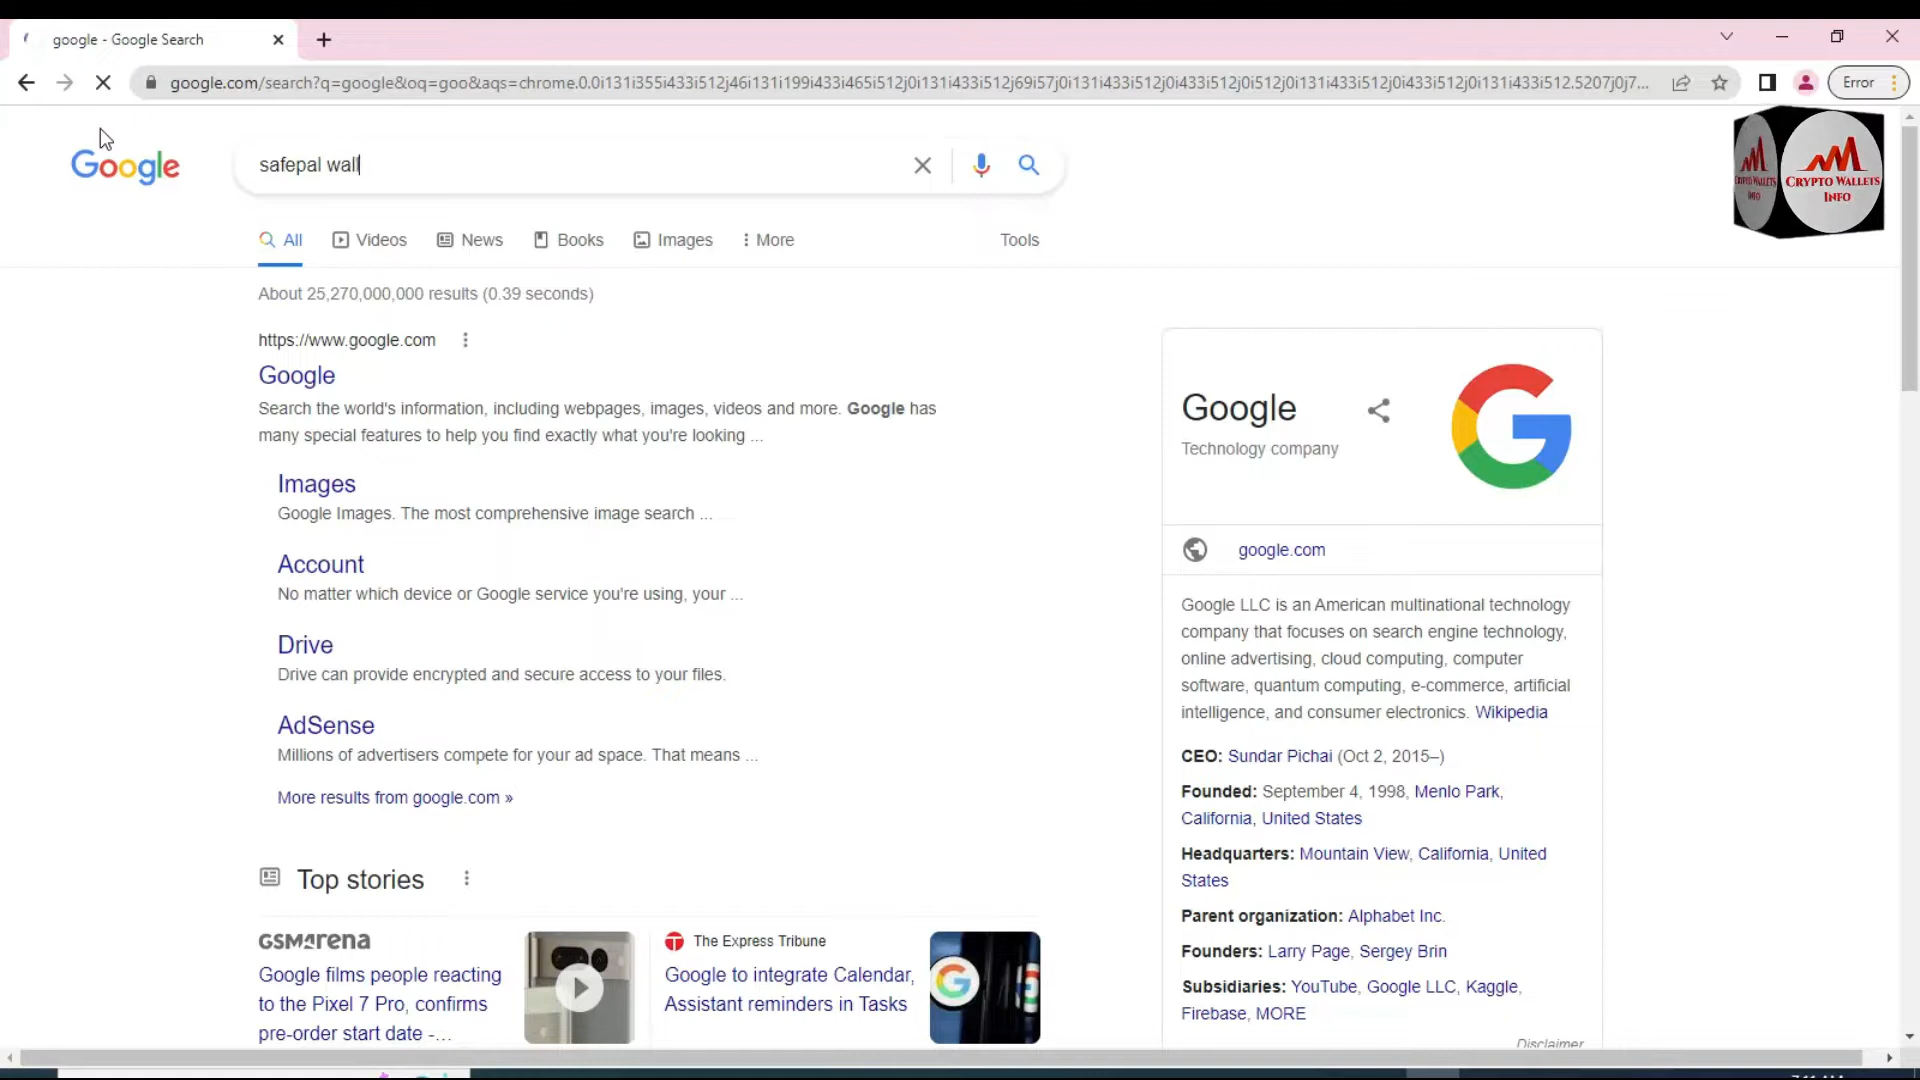 google - Google Search
google.com/search?q=google&oq=goo&aqs=chrome.0.0i131i355i433i512j46i131i199i433i465i512j0i131i433i512j69i57j0i131i433i512j0i433i512j0i512j0i131i433i512j0i433i512j0i131i433i512.5207j0j7...
Error
Google
safepal wall
CRYPTO WALLETS
INFO
CRYPTO WALLETS
INFO
All
Videos
News
Books
Images
More
Tools
About 25,270,000,000 results (0.39 seconds)
https://www.google.com
Google
Search the world's information, including webpages, images, videos and more. Google has
many special features to help you find exactly what you're looking ...
Images
Google Images. The most comprehensive image search ...
Account
No matter which device or Google service you're using, your ...
Drive
Drive can provide encrypted and secure access to your files.
AdSense
Millions of advertisers compete for your ad space. That means ...
More results from google.com »
Top stories
GSMArena
Google films people reacting
to the Pixel 7 Pro, confirms
pre-order start date -...
The Express Tribune
Google to integrate Calendar,
Assistant reminders in Tasks
Google
Technology company
google.com
Google LLC is an American multinational technology
company that focuses on search engine technology,
online advertising, cloud computing, computer
software, quantum computing, e-commerce, artificial
intelligence, and consumer electronics. Wikipedia
CEO: Sundar Pichai (Oct 2, 2015–)
Founded: September 4, 1998, Menlo Park,
California, United States
Headquarters: Mountain View, California, United
States
Parent organization: Alphabet Inc.
Founders: Larry Page, Sergey Brin
Subsidiaries: YouTube, Google LLC, Kaggle,
Firebase, MORE
Disclaimer